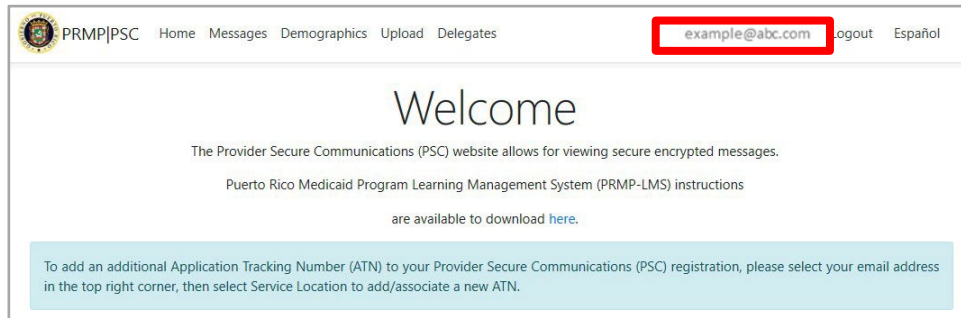 PRMP|PSC Home Messages Demographics Upload Delegates example@abc.com Logout Español
Welcome
The Provider Secure Communications (PSC) website allows for viewing secure encrypted messages.
Puerto Rico Medicaid Program Learning Management System (PRMP-LMS) instructions
are available to download here.
To add an additional Application Tracking Number (ATN) to your Provider Secure Communications (PSC) registration, please select your email address
in the top right corner, then select Service Location to add/associate a new ATN.